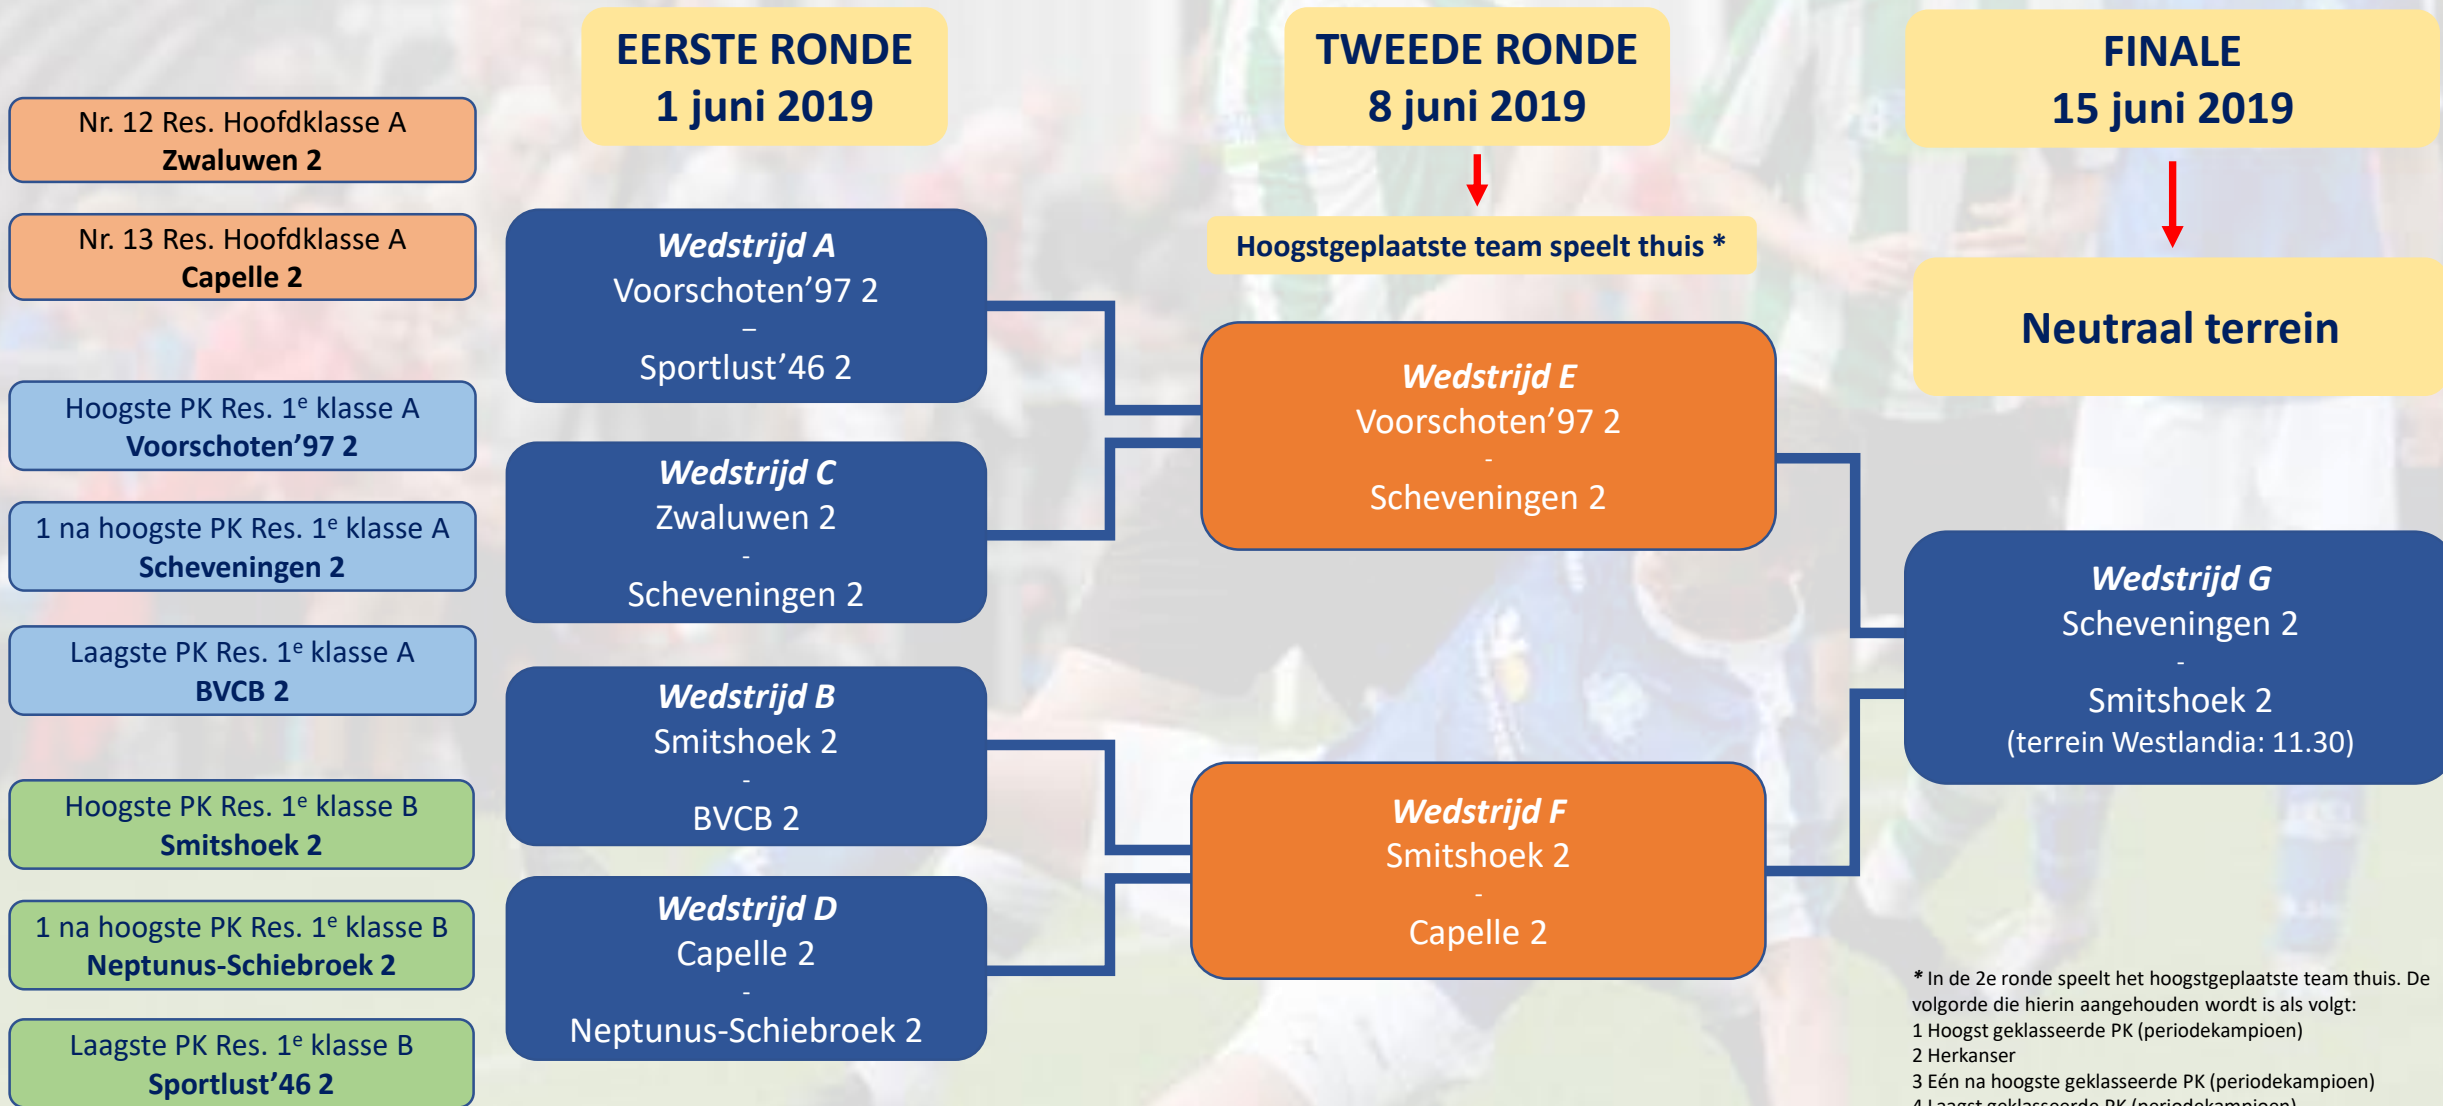 EERSTE RONDE
1 juni 2019
TWEEDE RONDE
8 juni 2019
FINALE
15 juni 2019
Nr. 12 Res. Hoofdklasse A
Zwaluwen 2
Nr. 13 Res. Hoofdklasse A
Capelle 2
Hoogste PK Res. 1e klasse A
Voorschoten’97 2
1 na hoogste PK Res. 1e klasse A
Scheveningen 2
Laagste PK Res. 1e klasse A
BVCB 2
Hoogste PK Res. 1e klasse B
Smitshoek 2
1 na hoogste PK Res. 1e klasse B
Neptunus-Schiebroek 2
Laagste PK Res. 1e klasse B
Sportlust’46 2
Wedstrijd A
Voorschoten’97 2
–
Sportlust’46 2
Wedstrijd C
Zwaluwen 2
-
Scheveningen 2
Wedstrijd B
Smitshoek 2
-
BVCB 2
Wedstrijd D
Capelle 2
-
Neptunus-Schiebroek 2
Hoogstgeplaatste team speelt thuis *
Wedstrijd E
Voorschoten’97 2
-
Scheveningen 2
Wedstrijd F
Smitshoek 2
-
Capelle 2
Neutraal terrein
Wedstrijd G
Scheveningen 2
-
Smitshoek 2
(terrein Westlandia: 11.30)
* In de 2e ronde speelt het hoogstgeplaatste team thuis. De
volgorde die hierin aangehouden wordt is als volgt:
1 Hoogst geklasseerde PK (periodekampioen)
2 Herkanser
3 Eén na hoogste geklasseerde PK (periodekampioen)
4 Laagst geklasseerde PK (periodekampioen)